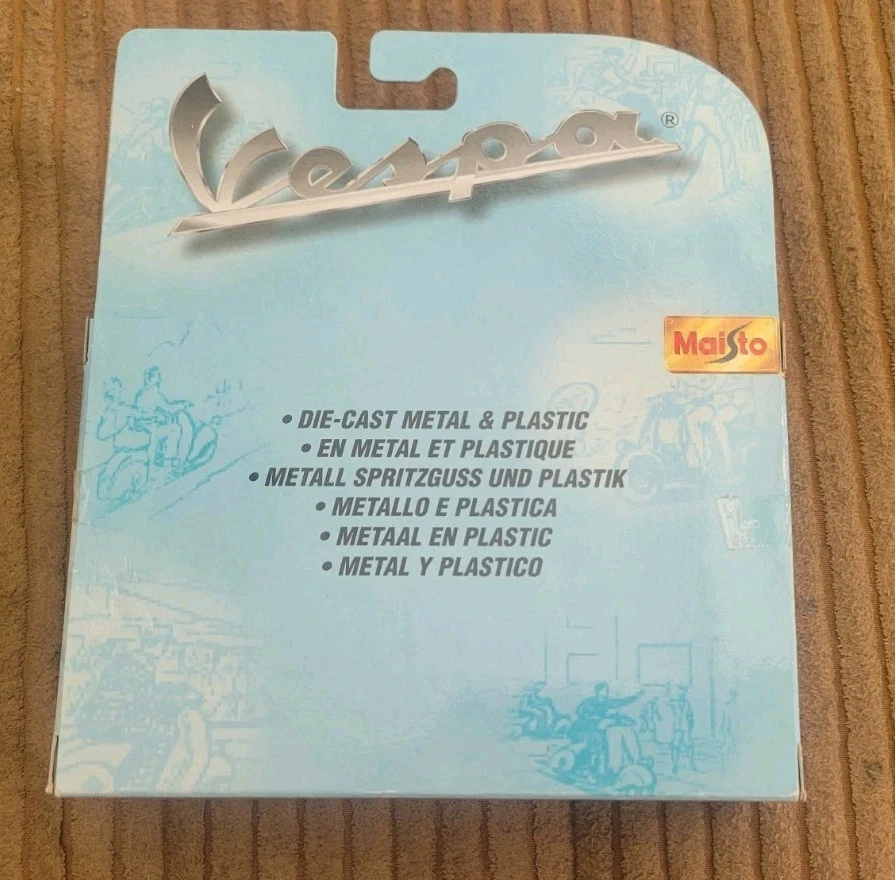 Vespa®
Maisto
• DIE-CAST METAL & PLASTIC
• EN METAL ET PLASTIQUE
• METALL SPRITZGUSS UND PLASTIK
• METALLO E PLASTICA
• METAAL EN PLASTIC
• METAL Y PLASTICO